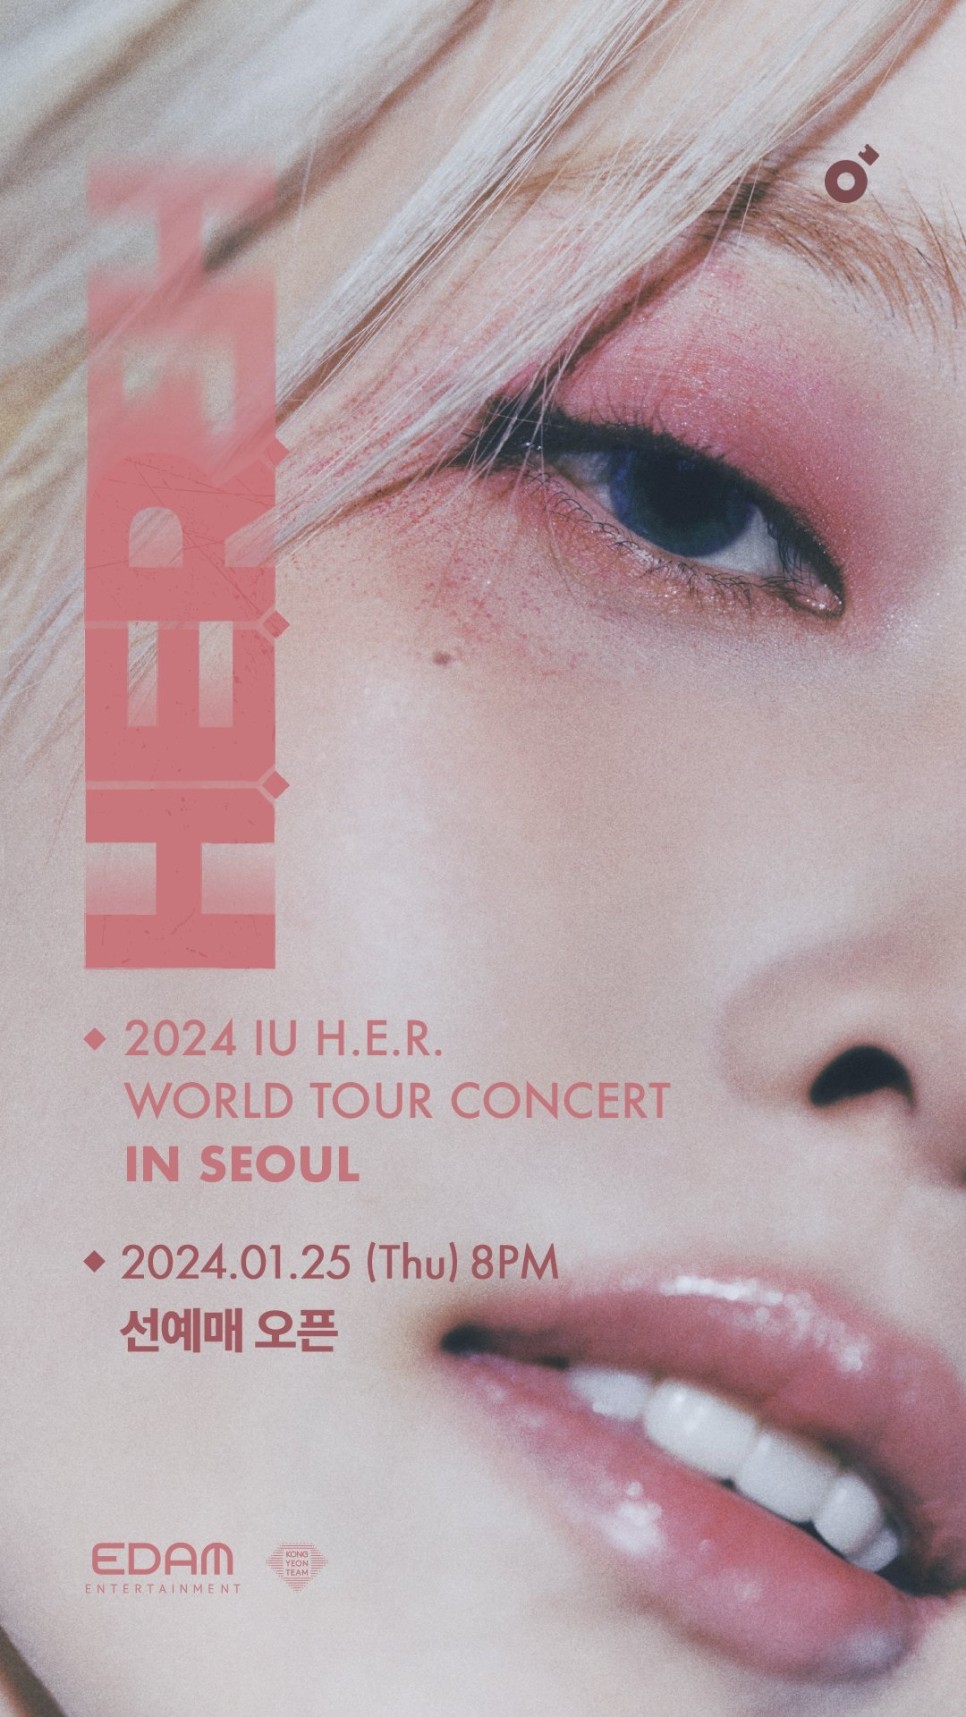 H.E.R.EH
2024 IU H.E.R.
WORLD TOUR CONCERT
IN SEOUL
2024.01.25 (Thu) 8PM
선예매 오픈
EDAM
ENTERTAINMENT
KONG
YEON
TEAM